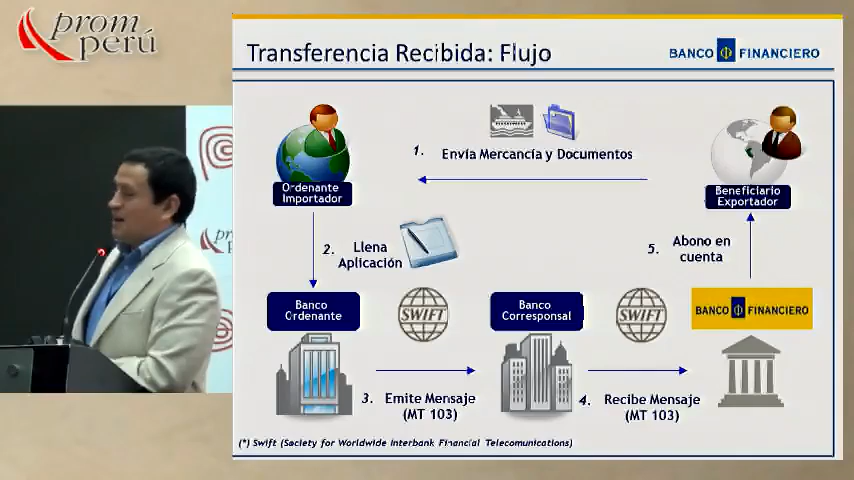 prom
perú
Transferencia Recibida: Flujo
BANCO FINANCIERO
1. Envía Mercancía y Documentos
Ordenante
Importador
Beneficiario
Exportador
2. Llena
Aplicación
5. Abono en
cuenta
Banco
Ordenante
SWIFT
Banco
Corresponsal
SWIFT
BANCO FINANCIERO
3. Emite Mensaje
(MT 103)
4. Recibe Mensaje
(MT 103)
(*) Swift (Society for Worldwide Interbank Financial Telecomunications)